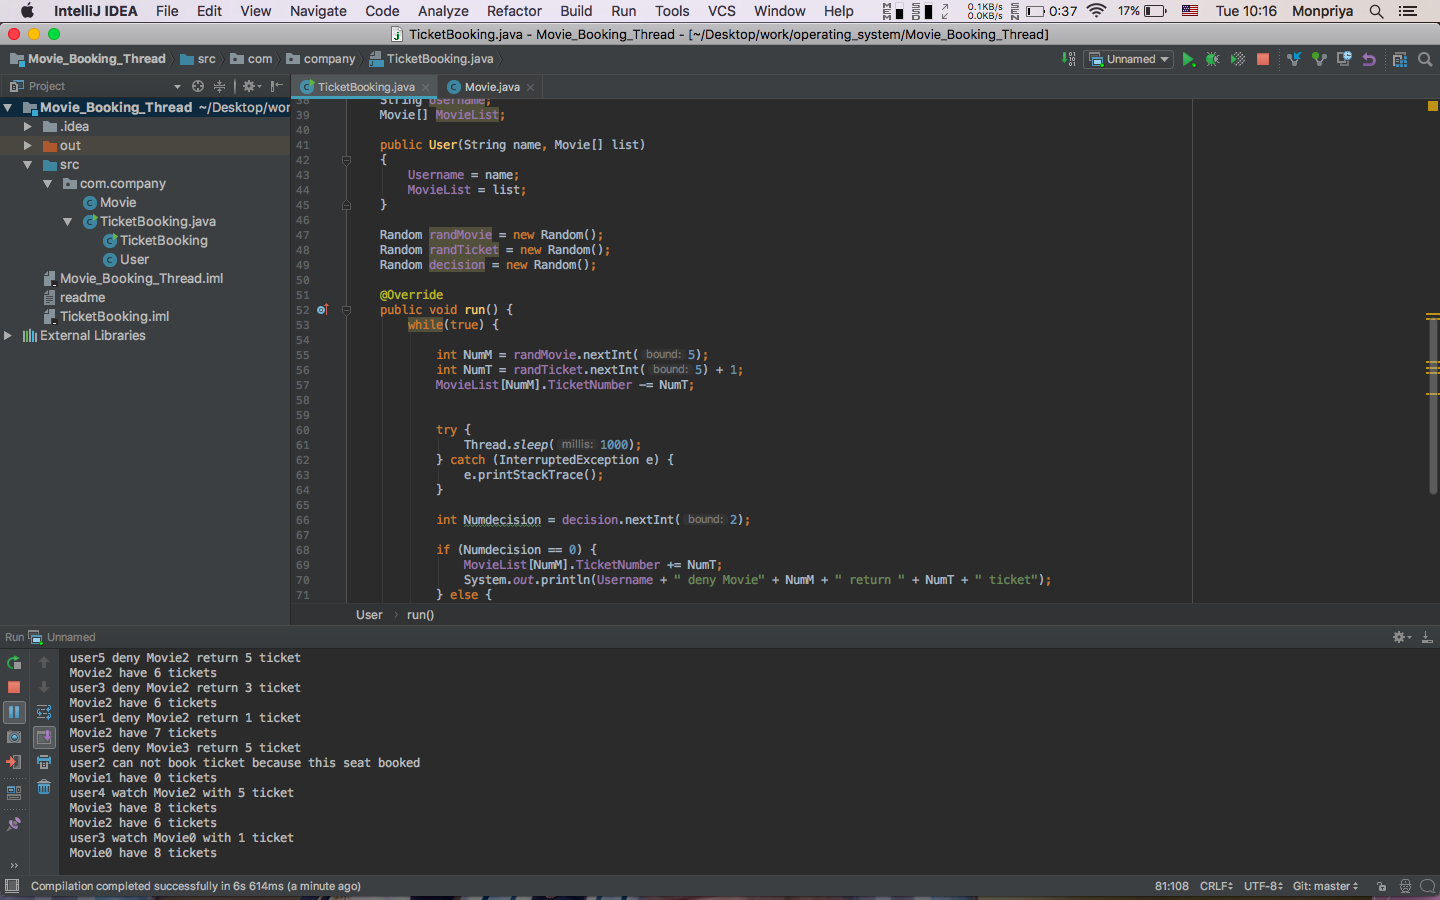 IntelliJ IDEA File Edit View Navigate Code Analyze Refactor Build Run Tools VCS Window Help 0.1KB/s 0.0KB/s 0:37 17% Tue 10:16 Monpriya
TicketBooking.java - Movie_Booking_Thread - [~/Desktop/work/operating_system/Movie_Booking_Thread]
Movie_Booking_Thread src com company TicketBooking.java Unnamed
Project
Movie_Booking_Thread ~/Desktop/wor
.idea
out
src
com.company
Movie
TicketBooking.java
TicketBooking
User
Movie_Booking_Thread.iml
readme
TicketBooking.iml
External Libraries
TicketBooking.java Movie.java
38 String Username;
39 Movie[] MovieList;
40
41 public User(String name, Movie[] list)
42 {
43 Username = name;
44 MovieList = list;
45 }
46
47 Random randMovie = new Random();
48 Random randTicket = new Random();
49 Random decision = new Random();
50
51 @Override
52 public void run() {
53 while(true) {
54
55 int NumM = randMovie.nextInt( bound: 5);
56 int NumT = randTicket.nextInt( bound: 5) + 1;
57 MovieList[NumM].TicketNumber -= NumT;
58
59
60 try {
61 Thread.sleep( millis: 1000);
62 } catch (InterruptedException e) {
63 e.printStackTrace();
64 }
65
66 int Numdecision = decision.nextInt( bound: 2);
67
68 if (Numdecision == 0) {
69 MovieList[NumM].TicketNumber += NumT;
70 System.out.println(Username + " deny Movie" + NumM + " return " + NumT + " ticket");
71 } else {
User run()
Run Unnamed
user5 deny Movie2 return 5 ticket
Movie2 have 6 tickets
user3 deny Movie2 return 3 ticket
Movie2 have 6 tickets
user1 deny Movie2 return 1 ticket
Movie2 have 7 tickets
user5 deny Movie3 return 5 ticket
user2 can not book ticket because this seat booked
Movie1 have 0 tickets
user4 watch Movie2 with 5 ticket
Movie3 have 8 tickets
Movie2 have 6 tickets
user3 watch Movie0 with 1 ticket
Movie0 have 8 tickets
Compilation completed successfully in 6s 614ms (a minute ago) 81:108 CRLF UTF-8 Git: master